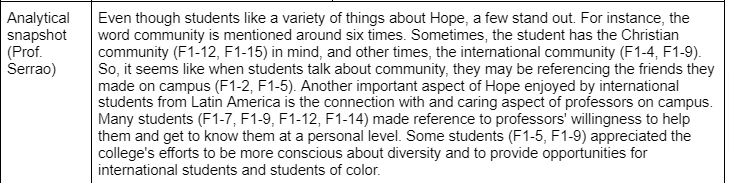 Analytical
snapshot
(Prof.
Serrao)
Even though students like a variety of things about Hope, a few stand out. For instance, the
word community is mentioned around six times. Sometimes, the student has the Christian
community (F1-12, F1-15) in mind, and other times, the international community (F1-4, F1-9).
So, it seems like when students talk about community, they may be referencing the friends they
made on campus (F1-2, F1-5). Another important aspect of Hope enjoyed by international
students from Latin America is the connection with and caring aspect of professors on campus.
Many students (F1-7, F1-9, F1-12, F1-14) made reference to professors' willingness to help
them and get to know them at a personal level. Some students (F1-5, F1-9) appreciated the
college's efforts to be more conscious about diversity and to provide opportunities for
international students and students of color.